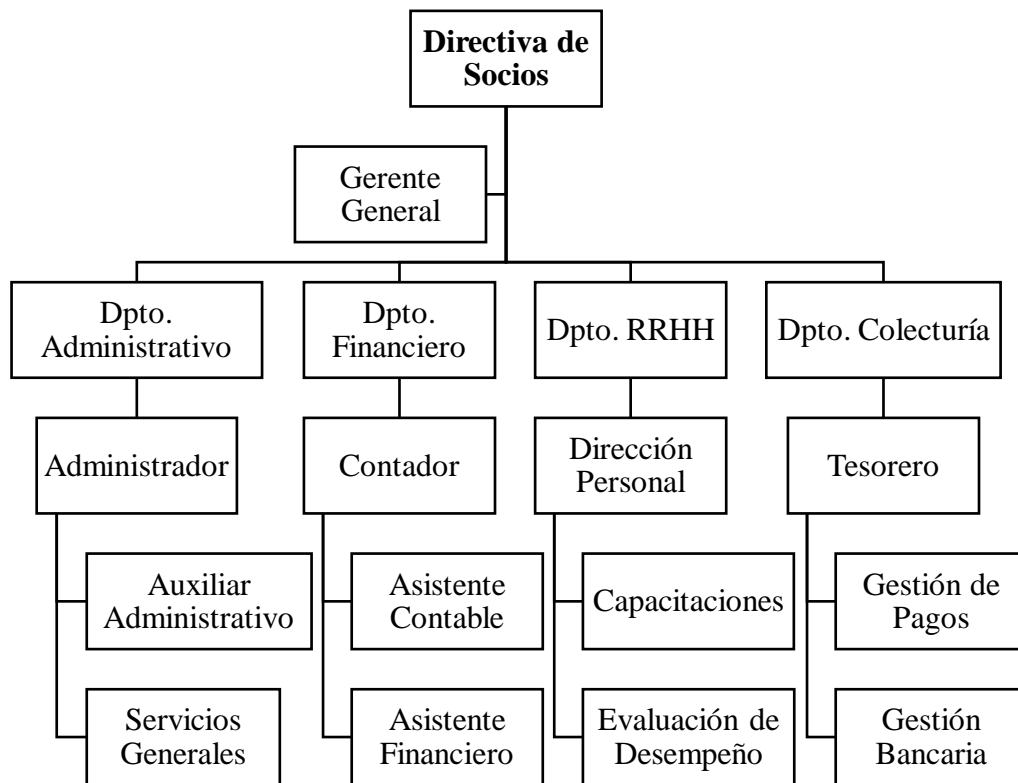 Directiva de
Socios
Gerente
General
Dpto.
Administrativo
Dpto.
Financiero
Dpto. RRHH
Dpto. Colecturía
Administrador
Contador
Dirección
Personal
Tesorero
Auxiliar
Administrativo
Asistente
Contable
Capacitaciones
Gestión de
Pagos
Servicios
Generales
Asistente
Financiero
Evaluación de
Desempeño
Gestión
Bancaria